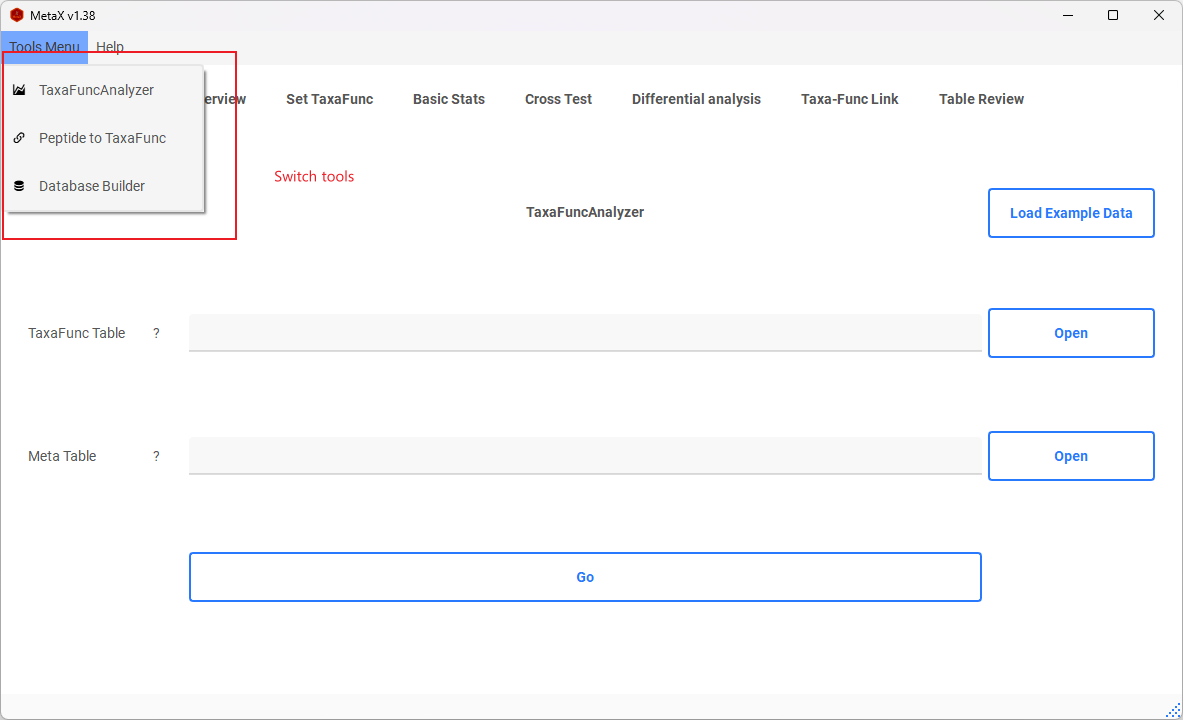 MetaX v1.38
Tools Menu Help
TaxaFuncAnalyzer
Peptide to TaxaFunc
Database Builder
Set TaxaFunc Basic Stats Cross Test Differential analysis Taxa-Func Link Table Review
Switch tools
TaxaFuncAnalyzer
Load Example Data
TaxaFunc Table ? Open
Meta Table ? Open
Go